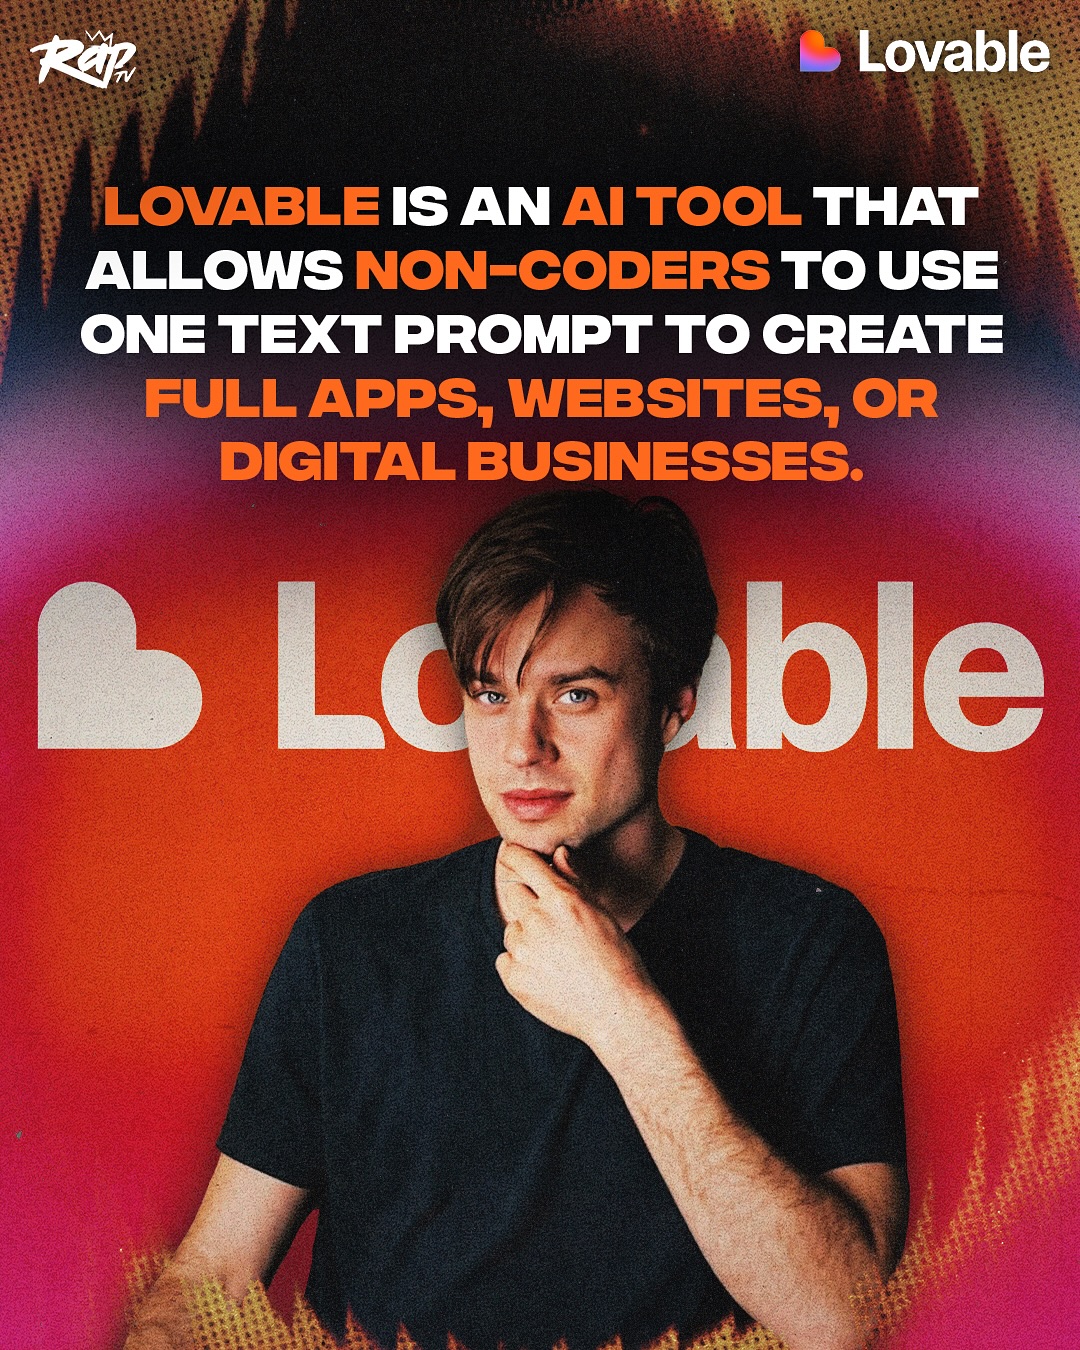 Rap TV
Lovable
LOVABLE IS AN AI TOOL THAT
ALLOWS NON-CODERS TO USE
ONE TEXT PROMPT TO CREATE
FULL APPS, WEBSITES, OR
DIGITAL BUSINESSES.
Lovable